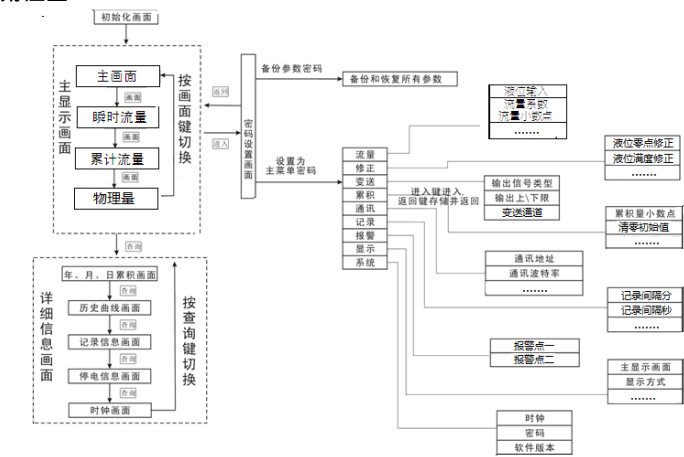 初始化画面
主显示画面
主画面
画面
瞬时流量
画面
累计流量
画面
物理量
按画面键切换
返回
进入
密码设置画面
备份参数密码
备份和恢复所有参数
设置为
主菜单密码
查询
详细信息画面
年、月、日累积画面
查询
历史曲线画面
查询
记录信息画面
查询
停电信息画面
查询
时钟画面
按查询键切换
流量
修正
变送
累积
通讯
记录
报警
显示
系统
进入键进入,
返回键存储并返回
液位输入
流量系数
流量小数点
.......
液位零点修正
液位满度修正
.......
输出信号类型
输出上\下限
变送通道
累积量小数点
清零初始值
.......
通讯地址
通讯波特率
.......
记录间隔分
记录间隔秒
.......
报警点一
报警点二
主显示画面
显示方式
.......
时钟
密码
软件版本